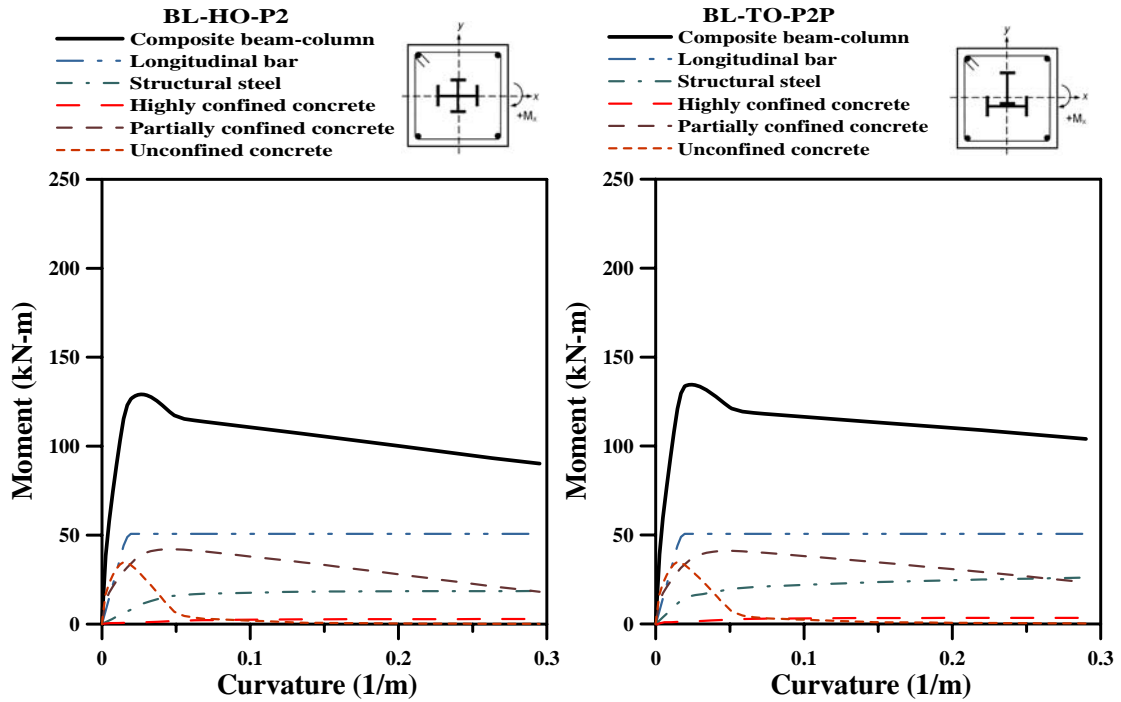 BL-HO-P2
Composite beam-column
Longitudinal bar
Structural steel
Highly confined concrete
Partially confined concrete
Unconfined concrete
y
x
+Mₓ
250
200
150
100
50
0
Moment (kN-m)
0
0.1
0.2
0.3
Curvature (1/m)
BL-TO-P2P
Composite beam-column
Longitudinal bar
Structural steel
Highly confined concrete
Partially confined concrete
Unconfined concrete
y
x
+Mₓ
250
200
150
100
50
0
Moment (kN-m)
0
0.1
0.2
0.3
Curvature (1/m)